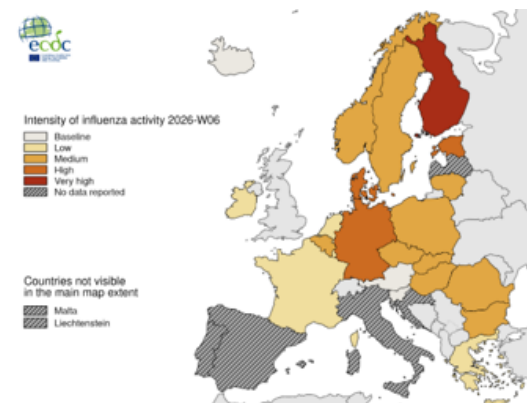 ecdc
Intensity of influenza activity 2026-W06
Baseline
Low
Medium
High
Very high
No data reported
Countries not visible
in the main map extent
Malta
Liechtenstein